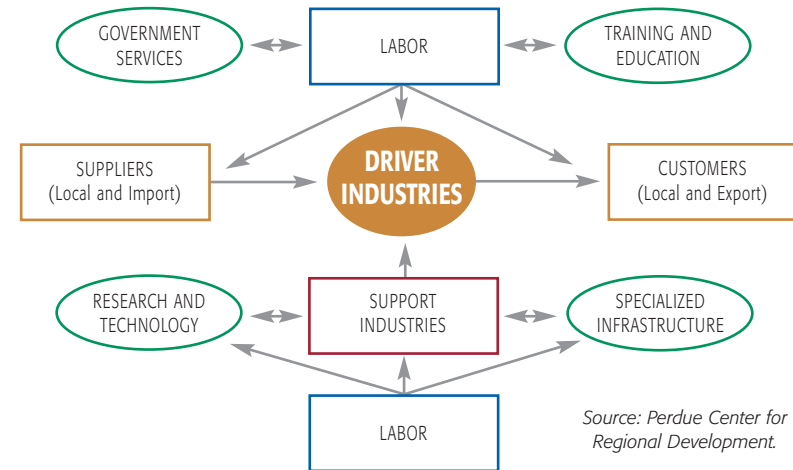 GOVERNMENT
SERVICES
LABOR
TRAINING AND
EDUCATION
SUPPLIERS
(Local and Import)
DRIVER
INDUSTRIES
CUSTOMERS
(Local and Export)
RESEARCH AND
TECHNOLOGY
SUPPORT
INDUSTRIES
SPECIALIZED
INFRASTRUCTURE
LABOR
Source: Perdue Center for
Regional Development.